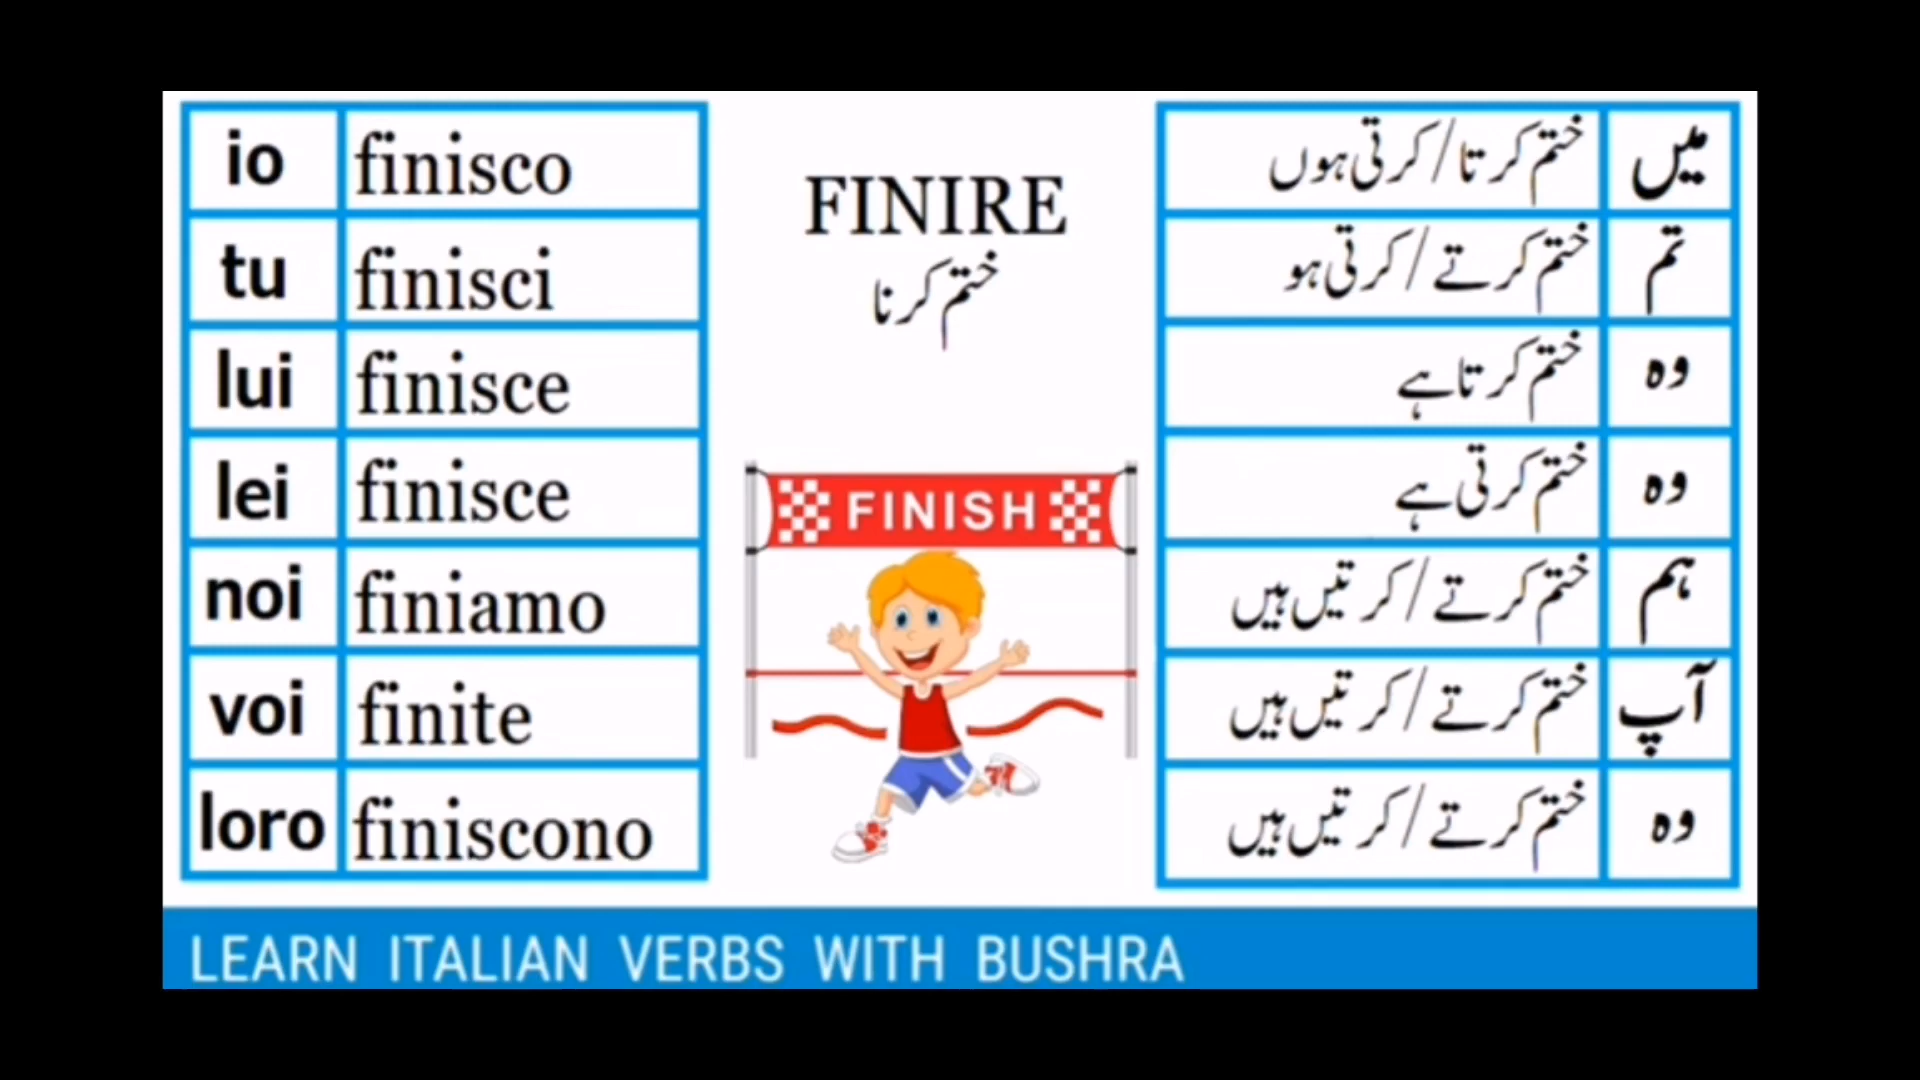 io finisco
tu finisci
lui finisce
lei finisce
noi finiamo
voi finite
loro finiscono
FINIRE
ختم کرنا
FINISH
میں ختم کرتا/کرتی ہوں
تم ختم کرتے/کرتی ہو
وہ ختم کرتا ہے
وہ ختم کرتی ہے
ہم ختم کرتے/کرتیں ہیں
آپ ختم کرتے/کرتیں ہیں
وہ ختم کرتے/کرتیں ہیں
LEARN ITALIAN VERBS WITH BUSHRA